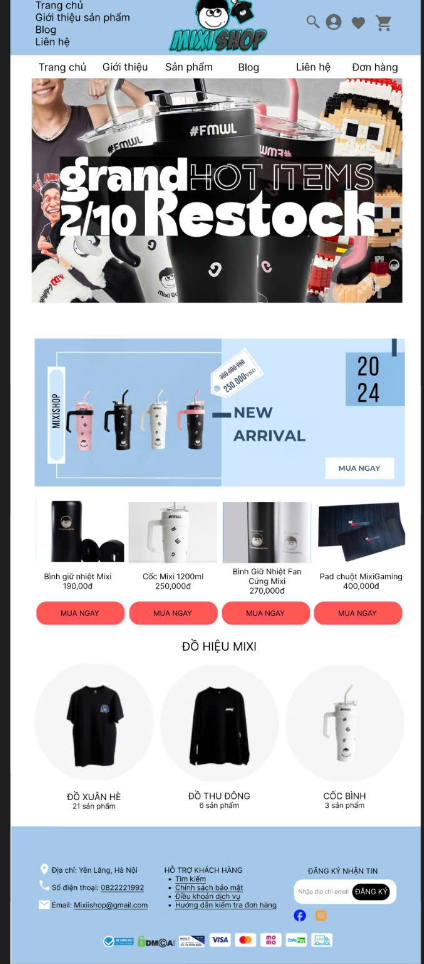 Trang chủ
Giới thiệu sản phẩm
Blog
Liên hệ
MIXISHOP
Trang chủ Giới thiệu Sản phẩm Blog Liên hệ Đơn hàng
#FMWL
#FMWL
grand HOT ITEMS
2/10 Restock
MIXISHOP
250.000VNĐ
NEW
ARRIVAL
20
24
MUA NGAY
#FMWL
Bình giữ nhiệt Mixi
190,00đ
Cốc Mixi 1200ml
250,000đ
Bình Giữ Nhiệt Fan
Cứng Mixi
270,000đ
Pad chuột MixiGaming
400,000đ
MUA NGAY MUA NGAY MUA NGAY MUA NGAY
ĐỒ HIỆU MIXI
ĐỒ XUÂN HÈ
21 sản phẩm
ĐỒ THU ĐÔNG
6 sản phẩm
CỐC BÌNH
3 sản phẩm
Địa chỉ: Yên Lãng, Hà Nội
Số điện thoại: 0822221992
Email: Mixiishop@gmail.com
HỖ TRỢ KHÁCH HÀNG
Tìm kiếm
Chính sách bảo mật
Điều khoản dịch vụ
Hướng dẫn kiểm tra đơn hàng
ĐĂNG KÝ NHẬN TIN
Nhập địa chỉ email ĐĂNG KÝ
DMCA! VISA mo mo